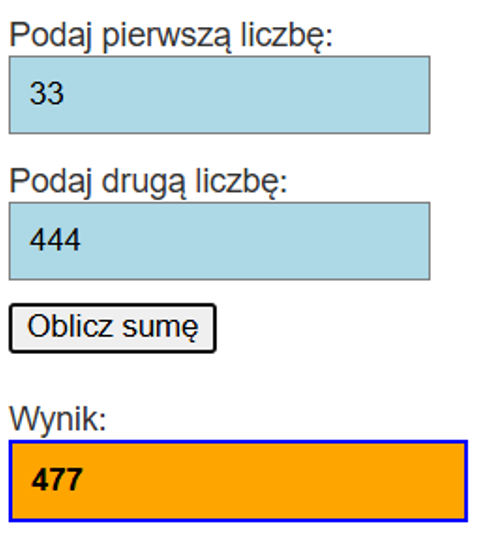 Podaj pierwszą liczbę:
33
Podaj drugą liczbę:
444
Oblicz sumę
Wynik:
477